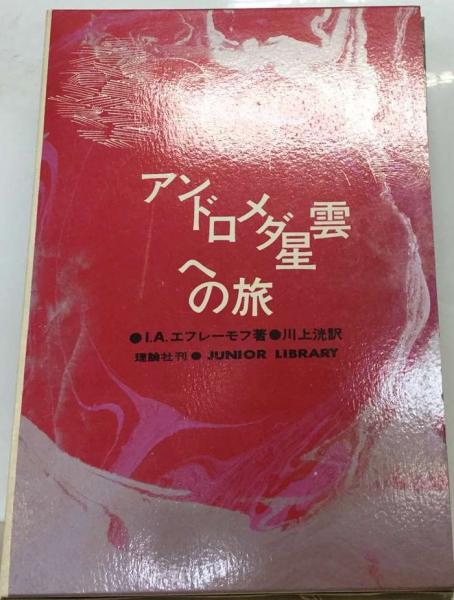 アンドロメダ星雲
への旅
●I.A.エフレーモフ著●川上洸訳
理論社刊● JUNIOR LIBRARY